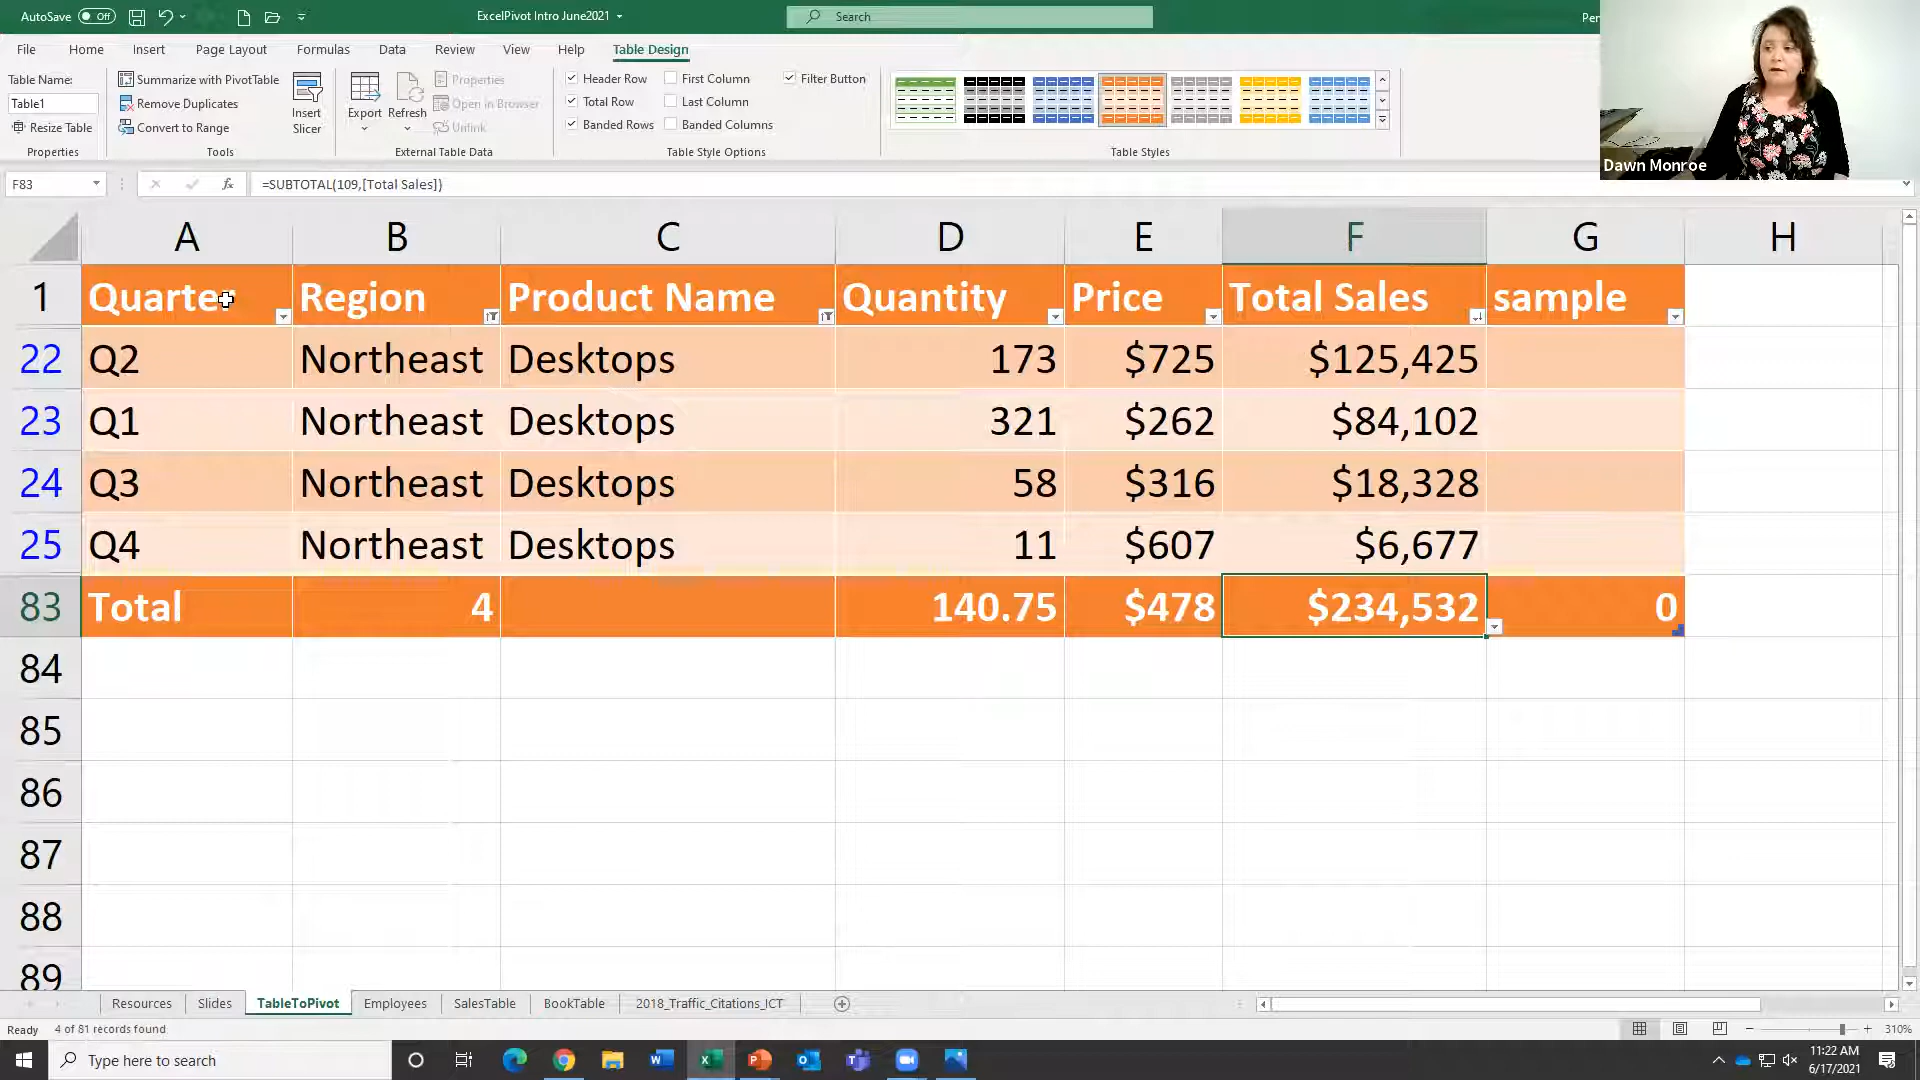 AutoSave Off ExcelPivot Intro June2021 Search
File Home Insert Page Layout Formulas Data Review View Help Table Design
Table Name:
Table1
Resize Table
Properties
Summarize with PivotTable
Remove Duplicates
Convert to Range
Tools
Insert
Slicer
Export
Refresh
Properties
Open in Browser
Unlink
External Table Data
Header Row First Column Filter Button
Total Row Last Column
Banded Rows Banded Columns
Table Style Options
Table Styles
Dawn Monroe
F83 fx =SUBTOTAL(109,[Total Sales])
A B C D E F G H
1 Quarter Region Product Name Quantity Price Total Sales sample
22 Q2 Northeast Desktops 173 $725 $125,425
23 Q1 Northeast Desktops 321 $262 $84,102
24 Q3 Northeast Desktops 58 $316 $18,328
25 Q4 Northeast Desktops 11 $607 $6,677
83 Total 4 140.75 $478 $234,532 0
84
85
86
87
88
89
Resources Slides TableToPivot Employees SalesTable BookTable 2018_Traffic_Citations_ICT
Ready 4 of 81 records found 310%
Type here to search
11:22 AM
6/17/2021